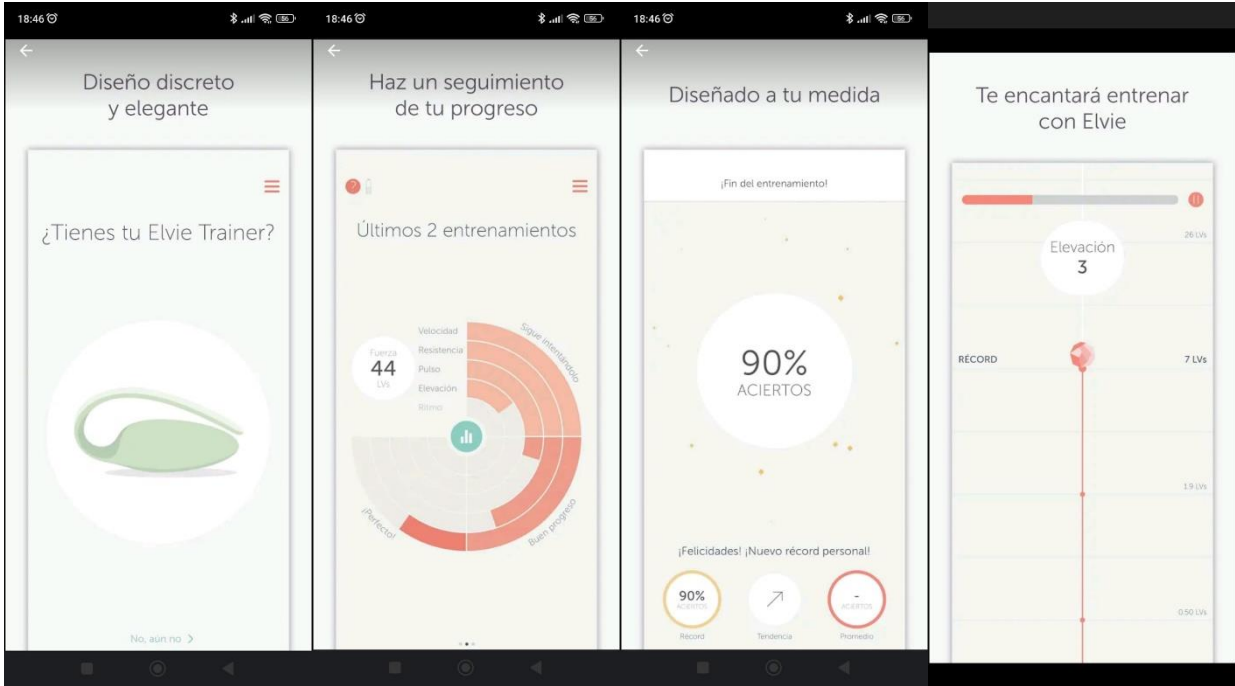 18:46
56
Diseño discreto
y elegante
¿Tienes tu Elvie Trainer?
No, aún no >
18:46
56
Haz un seguimiento
de tu progreso
?
Últimos 2 entrenamientos
Fuerza
44
LVs
Velocidad
Resistencia
Pulso
Elevación
Ritmo
Sigue intentándolo
Buen progreso
¡Perfecto!
18:46
56
Diseñado a tu medida
¡Fin del entrenamiento!
90%
ACIERTOS
¡Felicidades! ¡Nuevo récord personal!
90%
ACIERTOS
Récord
Tendencia
-
ACIERTOS
Promedio
Te encantará entrenar
con Elvie
26 LVs
Elevación
3
RÉCORD
7 LVs
1.9 LVs
0.50 LVs